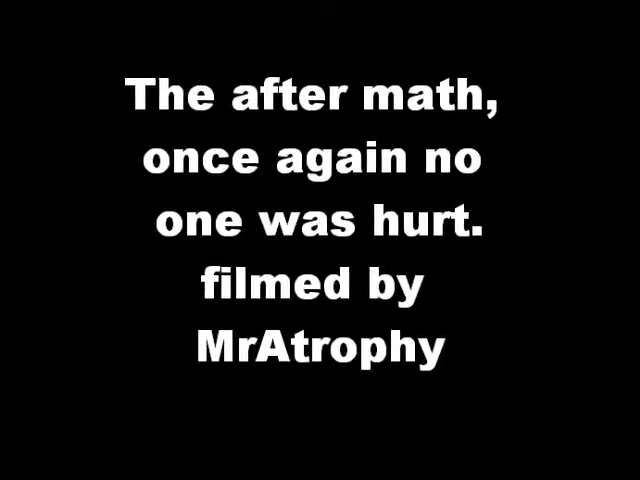 The after math,
once again no
one was hurt.
filmed by
MrAtrophy